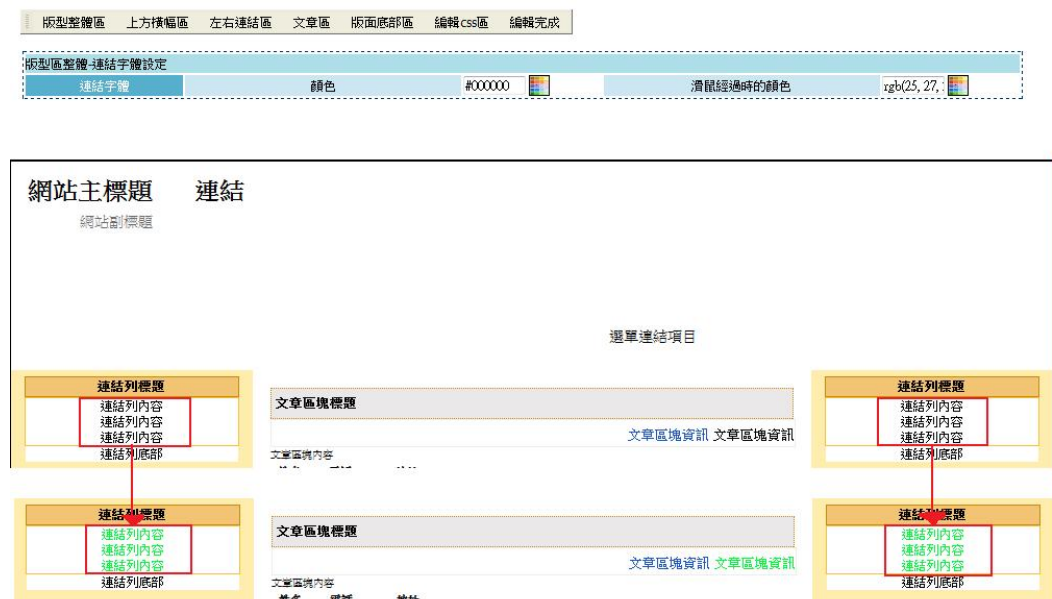 版型整體區 上方橫幅區 左右連結區 文章區 版面底部區 編輯css區 編輯完成
版型區整體-連結字體設定
連結字體 顏色 #000000 滑鼠經過時的顏色 rgb(25, 27,
網站主標題 連結
網站副標題
選單連結項目
連結列標題
連結列內容
連結列內容
連結列內容
連結列底部
文章區塊標題
文章區塊資訊 文章區塊資訊
文章區塊內容
連結列標題
連結列內容
連結列內容
連結列內容
連結列底部
連結列標題
連結列內容
連結列內容
連結列內容
連結列底部
文章區塊標題
文章區塊資訊 文章區塊資訊
文章區塊內容
連結列標題
連結列內容
連結列內容
連結列內容
連結列底部